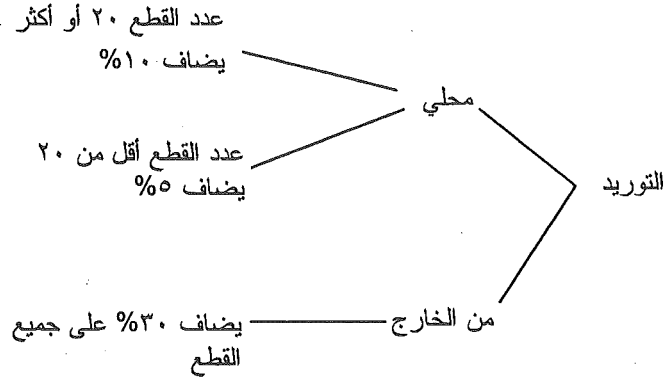 عدد القطع ٢٠ أو أكثر
يضاف ١٠%
محلي
عدد القطع أقل من ٢٠
يضاف ٥%
التوريد
من الخارج
يضاف ٣٠% على جميع
القطع